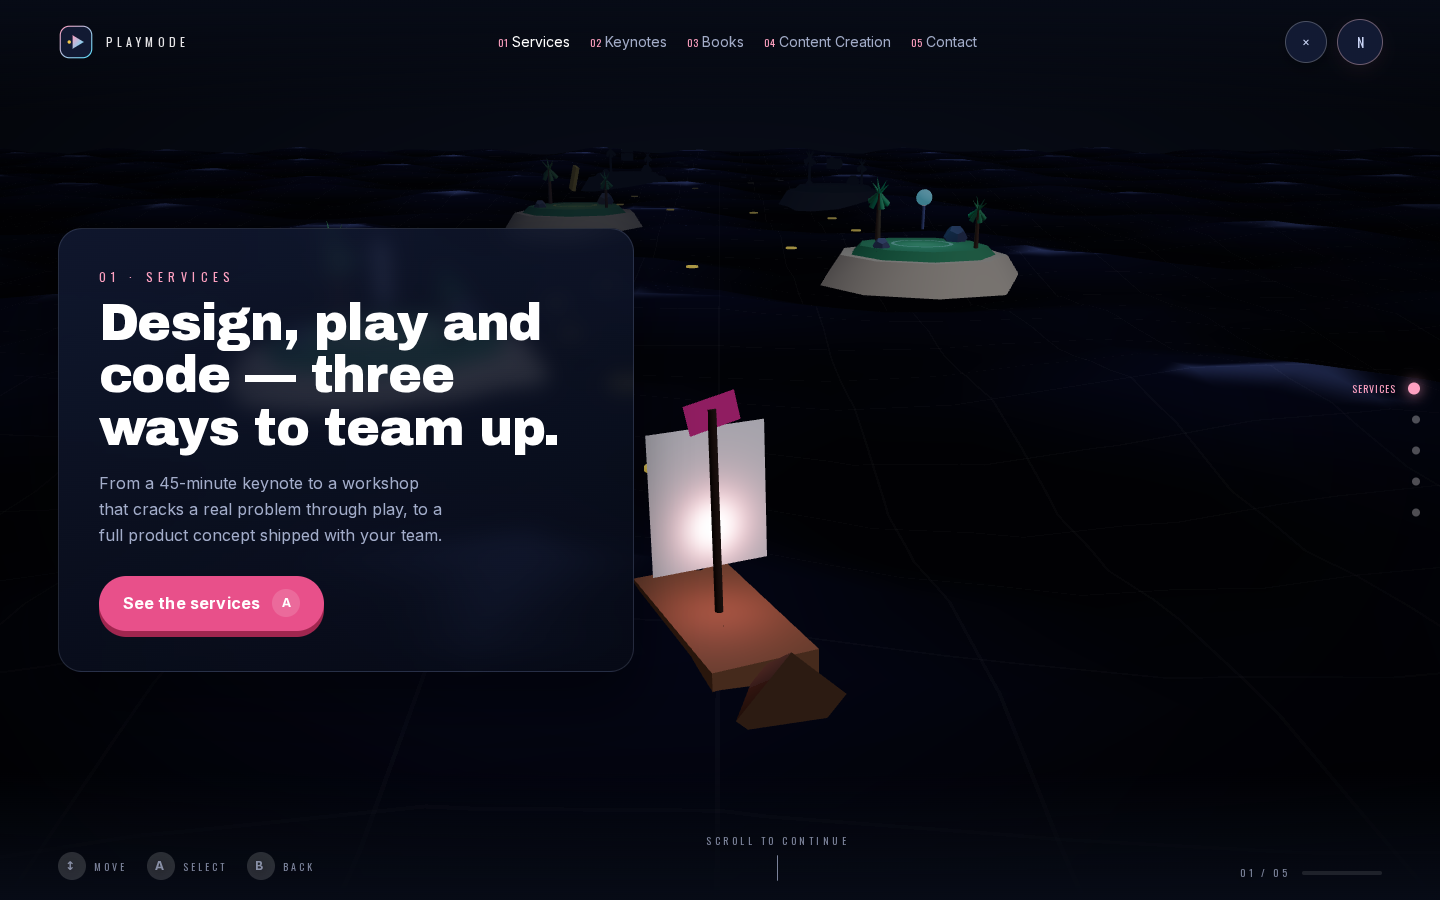 PLAYMODE
01 Services 02 Keynotes 03 Books 04 Content Creation 05 Contact
× N
01 · SERVICES
Design, play and
code — three
ways to team up.
From a 45-minute keynote to a workshop
that cracks a real problem through play, to a
full product concept shipped with your team.
See the services A
SERVICES
SCROLL TO CONTINUE
↕ MOVE A SELECT B BACK
01 / 05